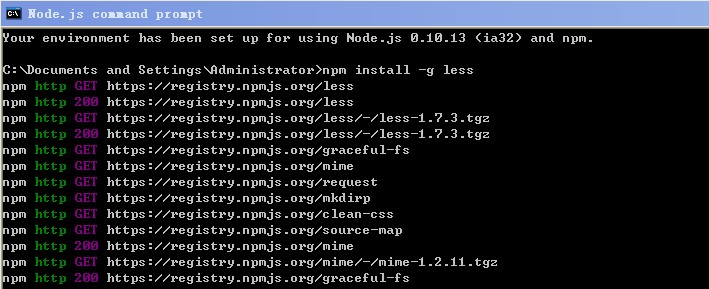 Node.js command prompt
Your environment has been set up for using Node.js 0.10.13 (ia32) and npm.
C:\Documents and Settings\Administrator>npm install -g less
npm http GET https://registry.npmjs.org/less
npm http 200 https://registry.npmjs.org/less
npm http GET https://registry.npmjs.org/less/-/less-1.7.3.tgz
npm http 200 https://registry.npmjs.org/less/-/less-1.7.3.tgz
npm http GET https://registry.npmjs.org/graceful-fs
npm http GET https://registry.npmjs.org/mime
npm http GET https://registry.npmjs.org/request
npm http GET https://registry.npmjs.org/mkdirp
npm http GET https://registry.npmjs.org/clean-css
npm http GET https://registry.npmjs.org/source-map
npm http 200 https://registry.npmjs.org/mime
npm http GET https://registry.npmjs.org/mime/-/mime-1.2.11.tgz
npm http 200 https://registry.npmjs.org/graceful-fs